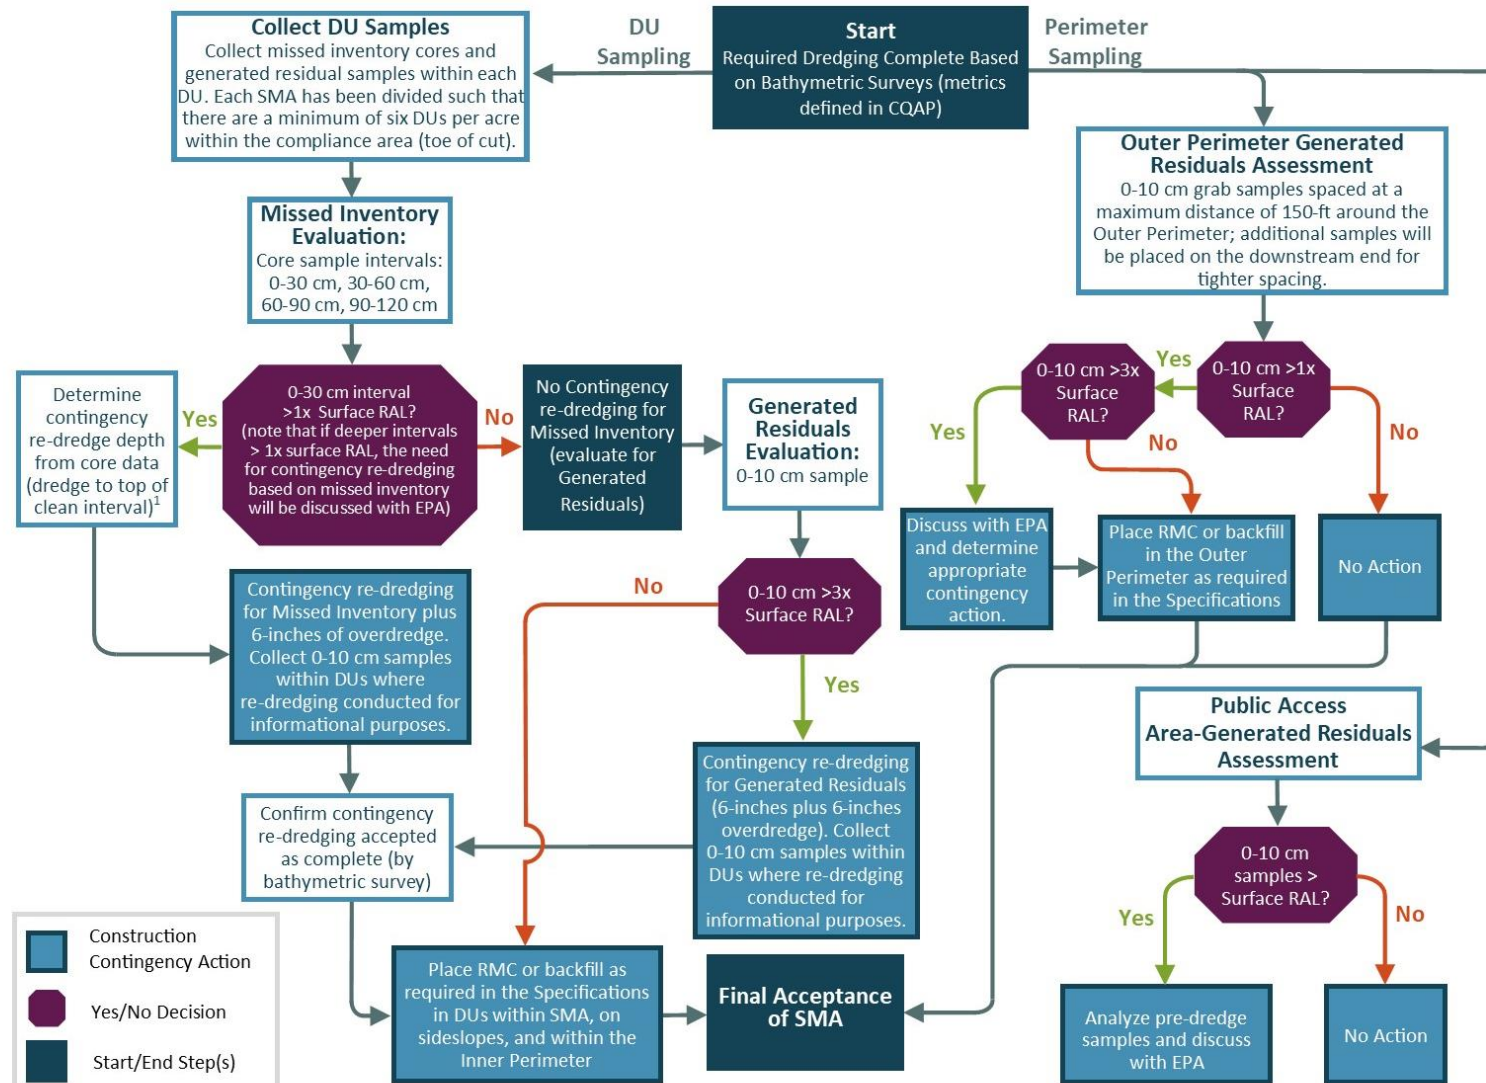 Collect DU Samples
Collect missed inventory cores and
generated residual samples within each
DU. Each SMA has been divided such that
there are a minimum of six DUs per acre
within the compliance area (toe of cut).
DU
Sampling
Start
Required Dredging Complete Based
on Bathymetric Surveys (metrics
defined in CQAP)
Perimeter
Sampling
Outer Perimeter Generated
Residuals Assessment
0-10 cm grab samples spaced at a
maximum distance of 150-ft around the
Outer Perimeter; additional samples will
be placed on the downstream end for
tighter spacing.
Missed Inventory
Evaluation:
Core sample intervals:
0-30 cm, 30-60 cm,
60-90 cm, 90-120 cm
Determine
contingency
re-dredge depth
from core data
(dredge to top of
clean interval)¹
Yes
0-30 cm interval
>1x Surface RAL?
(note that if deeper intervals
> 1x surface RAL, the need
for contingency re-dredging
based on missed inventory
will be discussed with EPA)
No
No Contingency
re-dredging for
Missed Inventory
(evaluate for
Generated
Residuals)
Generated
Residuals
Evaluation:
0-10 cm sample
0-10 cm >3x
Surface
RAL?
Yes
0-10 cm >1x
Surface
RAL?
Yes
No
No
Discuss with EPA
and determine
appropriate
contingency
action.
Place RMC or backfill
in the Outer
Perimeter as required
in the Specifications
No Action
Contingency re-dredging
for Missed Inventory plus
6-inches of overdredge.
Collect 0-10 cm samples
within DUs where
re-dredging conducted for
informational purposes.
No
0-10 cm >3x
Surface RAL?
Yes
Public Access
Area-Generated Residuals
Assessment
Confirm contingency
re-dredging accepted
as complete (by
bathymetric survey)
Contingency re-dredging
for Generated Residuals
(6-inches plus 6-inches
overdredge). Collect
0-10 cm samples within
DUs where re-dredging
conducted for
informational purposes.
0-10 cm
samples >
Surface RAL?
Yes
No
Construction
Contingency Action
Yes/No Decision
Start/End Step(s)
Place RMC or backfill as
required in the Specifications
in DUs within SMA, on
sideslopes, and within the
Inner Perimeter
Final Acceptance
of SMA
Analyze pre-dredge
samples and discuss
with EPA
No Action